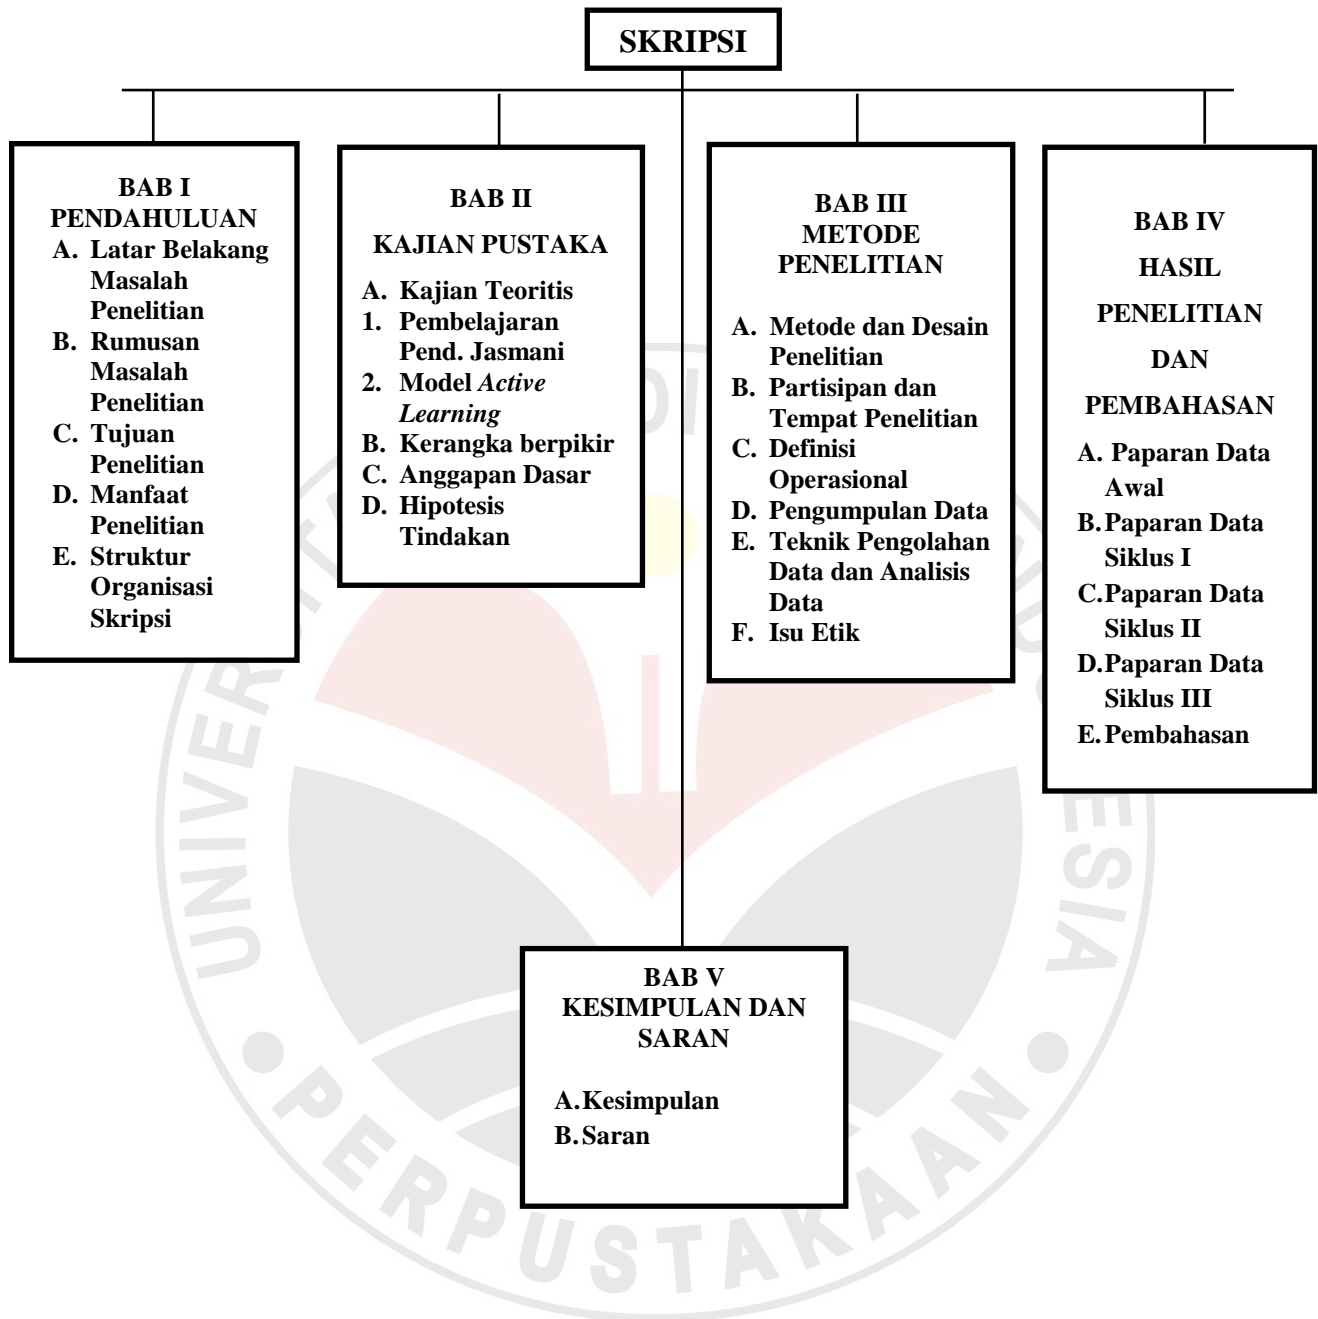 SKRIPSI
BAB I
PENDAHULUAN
A. Latar Belakang
Masalah
Penelitian
B. Rumusan
Masalah
Penelitian
C. Tujuan
Penelitian
D. Manfaat
Penelitian
E. Struktur
Organisasi
Skripsi
BAB II
KAJIAN PUSTAKA
A. Kajian Teoritis
1. Pembelajaran
Pend. Jasmani
2. Model Active
Learning
B. Kerangka berpikir
C. Anggapan Dasar
D. Hipotesis
Tindakan
BAB III
METODE
PENELITIAN
A. Metode dan Desain
Penelitian
B. Partisipan dan
Tempat Penelitian
C. Definisi
Operasional
D. Pengumpulan Data
E. Teknik Pengolahan
Data dan Analisis
Data
F. Isu Etik
BAB IV
HASIL
PENELITIAN
DAN
PEMBAHASAN
A. Paparan Data
Awal
B. Paparan Data
Siklus I
C. Paparan Data
Siklus II
D. Paparan Data
Siklus III
E. Pembahasan
BAB V
KESIMPULAN DAN
SARAN
A. Kesimpulan
B. Saran
PERPUSTAKAAN